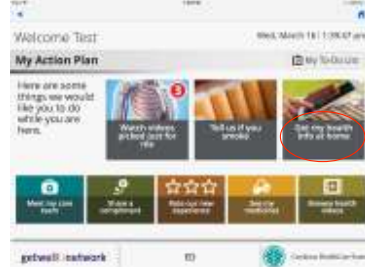 Welcome Test
Wed, March 16 | 1:39:47 am
My Action Plan
My To-Do List
Here are some
things we would
like you to do
while you are
here.
3
Watch videos
picked just for
me
Tell us if you
smoke
Get my health
info at home
Meet my care
team
Share a
compliment
Rate our new
experience
See my
medicines
Browse health
videos
getwell network